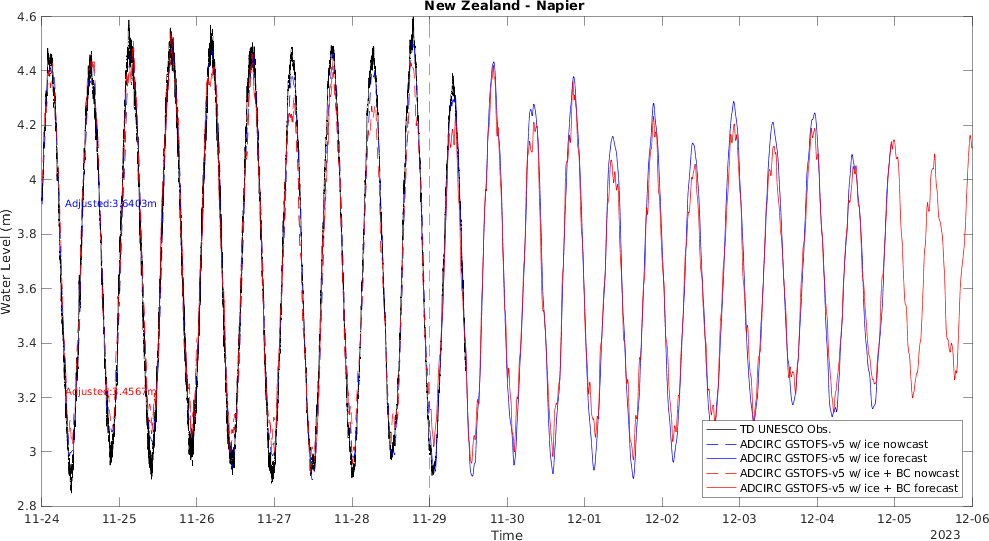 New Zealand - Napier
4.6
4.4
4.2
4
3.8
3.6
3.4
3.2
3
2.8
Water Level (m)
Adjusted:3.6403m
Adjusted:3.4567m
TD UNESCO Obs.
ADCIRC GSTOFS-v5 w/ ice nowcast
ADCIRC GSTOFS-v5 w/ ice forecast
ADCIRC GSTOFS-v5 w/ ice + BC nowcast
ADCIRC GSTOFS-v5 w/ ice + BC forecast
11-24 11-25 11-26 11-27 11-28 11-29 11-30 12-01 12-02 12-03 12-04 12-05 12-06
Time
2023